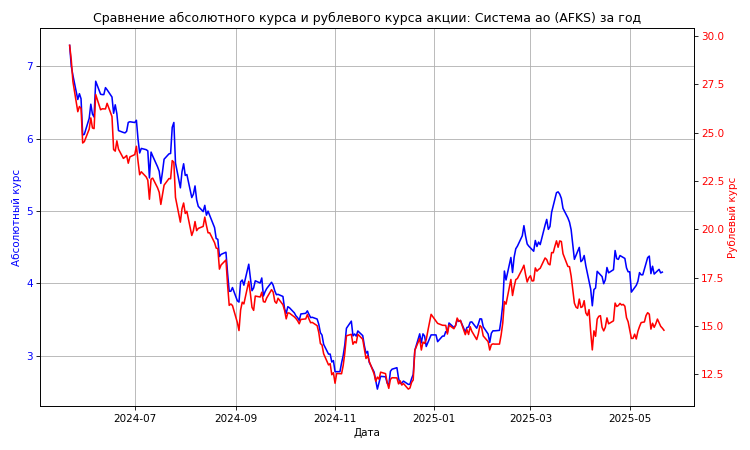 Сравнение абсолютного курса и рублевого курса акции: Система ао (AFKS) за год
Абсолютный курс
7
6
5
4
3
30.0
27.5
25.0
22.5
20.0
17.5
15.0
12.5
Рублевый курс
2024-07 2024-09 2024-11 2025-01 2025-03 2025-05
Дата